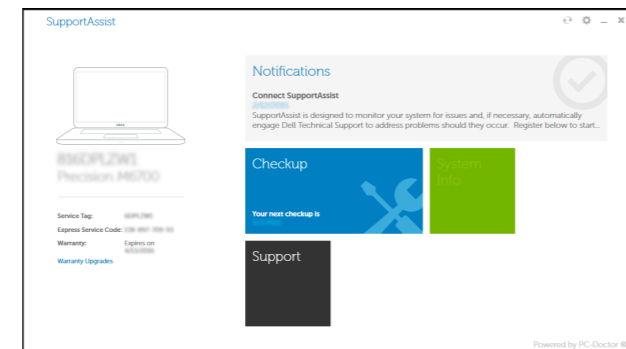 SupportAssist
Notifications
Connect SupportAssist
SupportAssist is designed to monitor your system for issues and, if necessary, automatically
engage Dell Technical Support to address problems should they occur. Register below to start...
DELL
Precision M6700
Checkup
System
Info
Your next checkup is
Service Tag:
Express Service Code:
Warranty: Expires on
Warranty Upgrades
Support
Powered by PC-Doctor ®